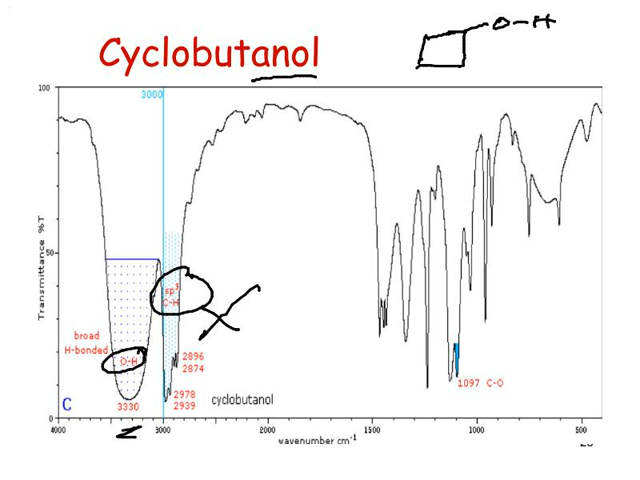 O-H
Cyclobutanol
100
3000
Transmittance %T
50
sp3
C-H
broad
H-bonded
O-H
2896
2874
1097 C-O
2978
2939
C
3330
cyclobutanol
0
4000
3000
2000
1500
1000
500
wavenumber cm-1